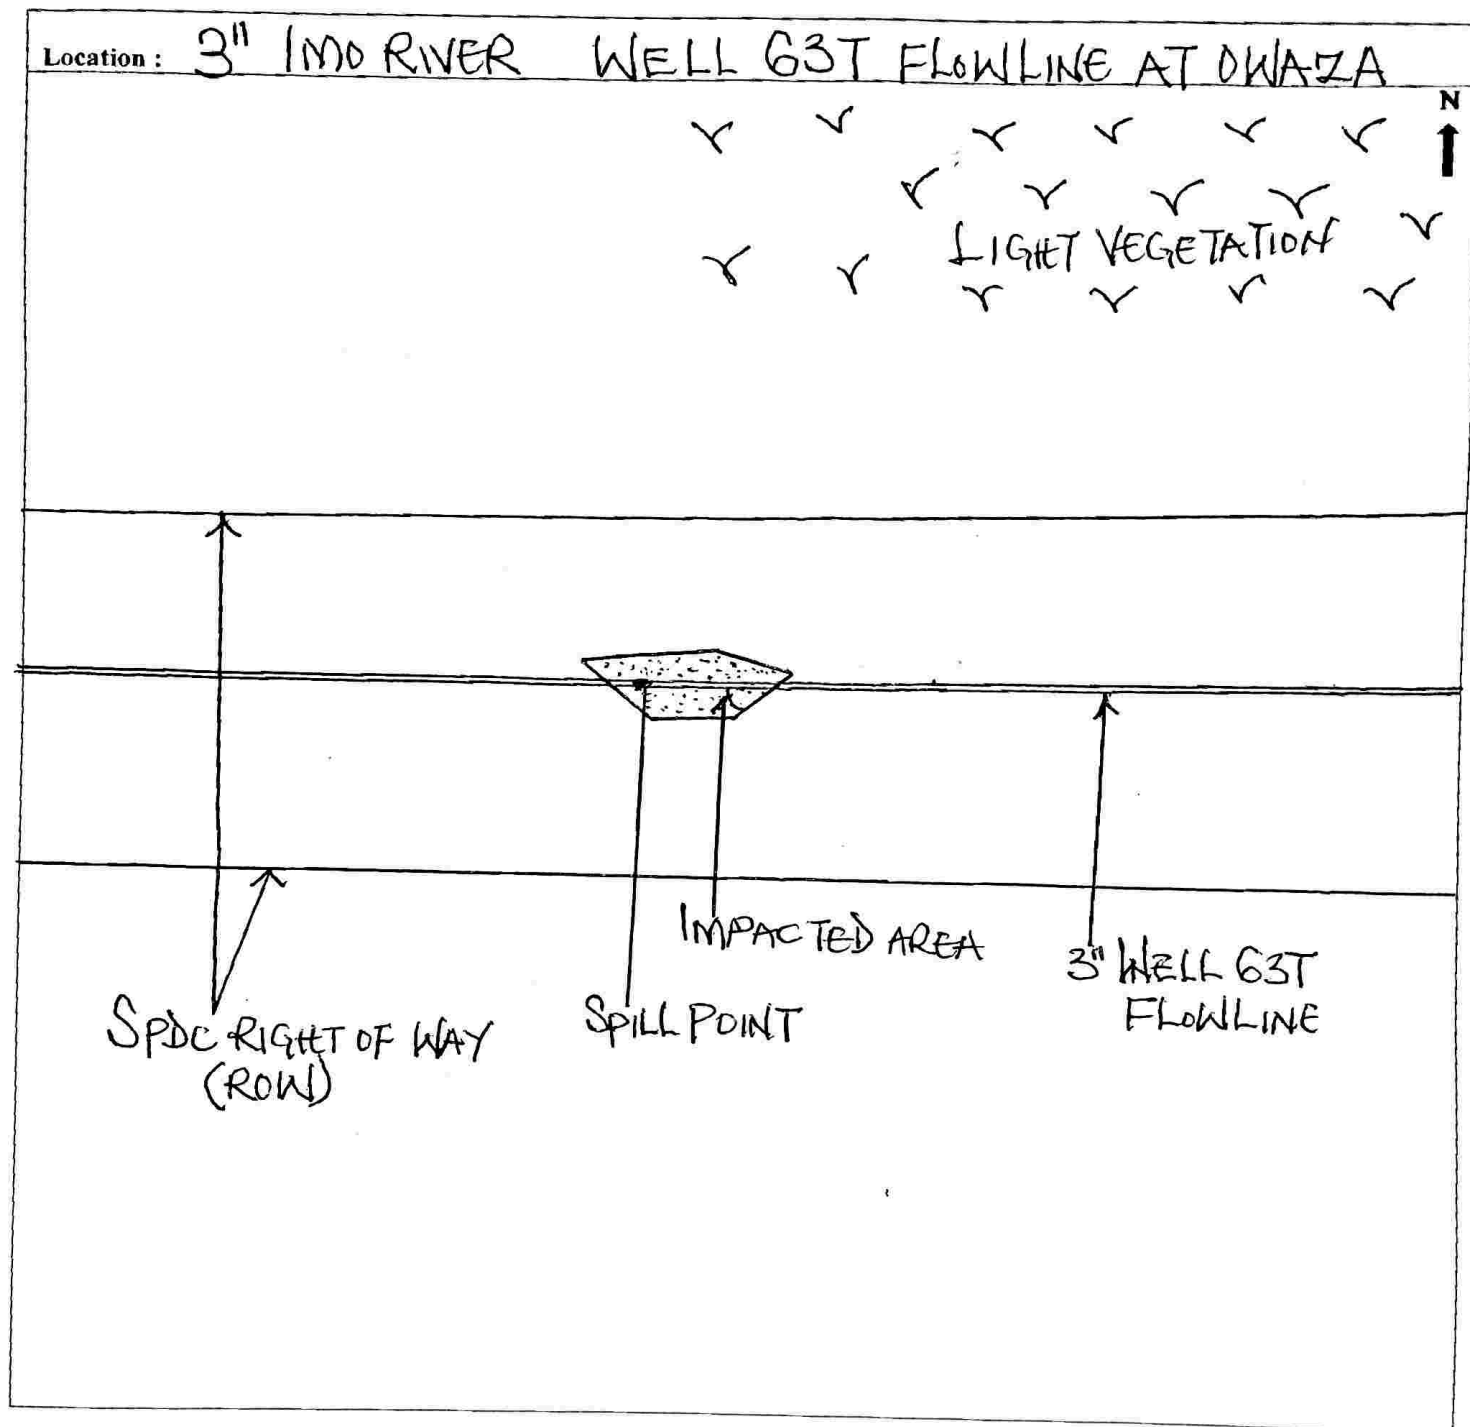 Location : 3" IMO RIVER WELL 63T FLOWLINE AT OWAZA
N
LIGHT VEGETATION
IMPACTED AREA
3" WELL 63T
FLOWLINE
SPILL POINT
SPDC RIGHT OF WAY
(ROW)